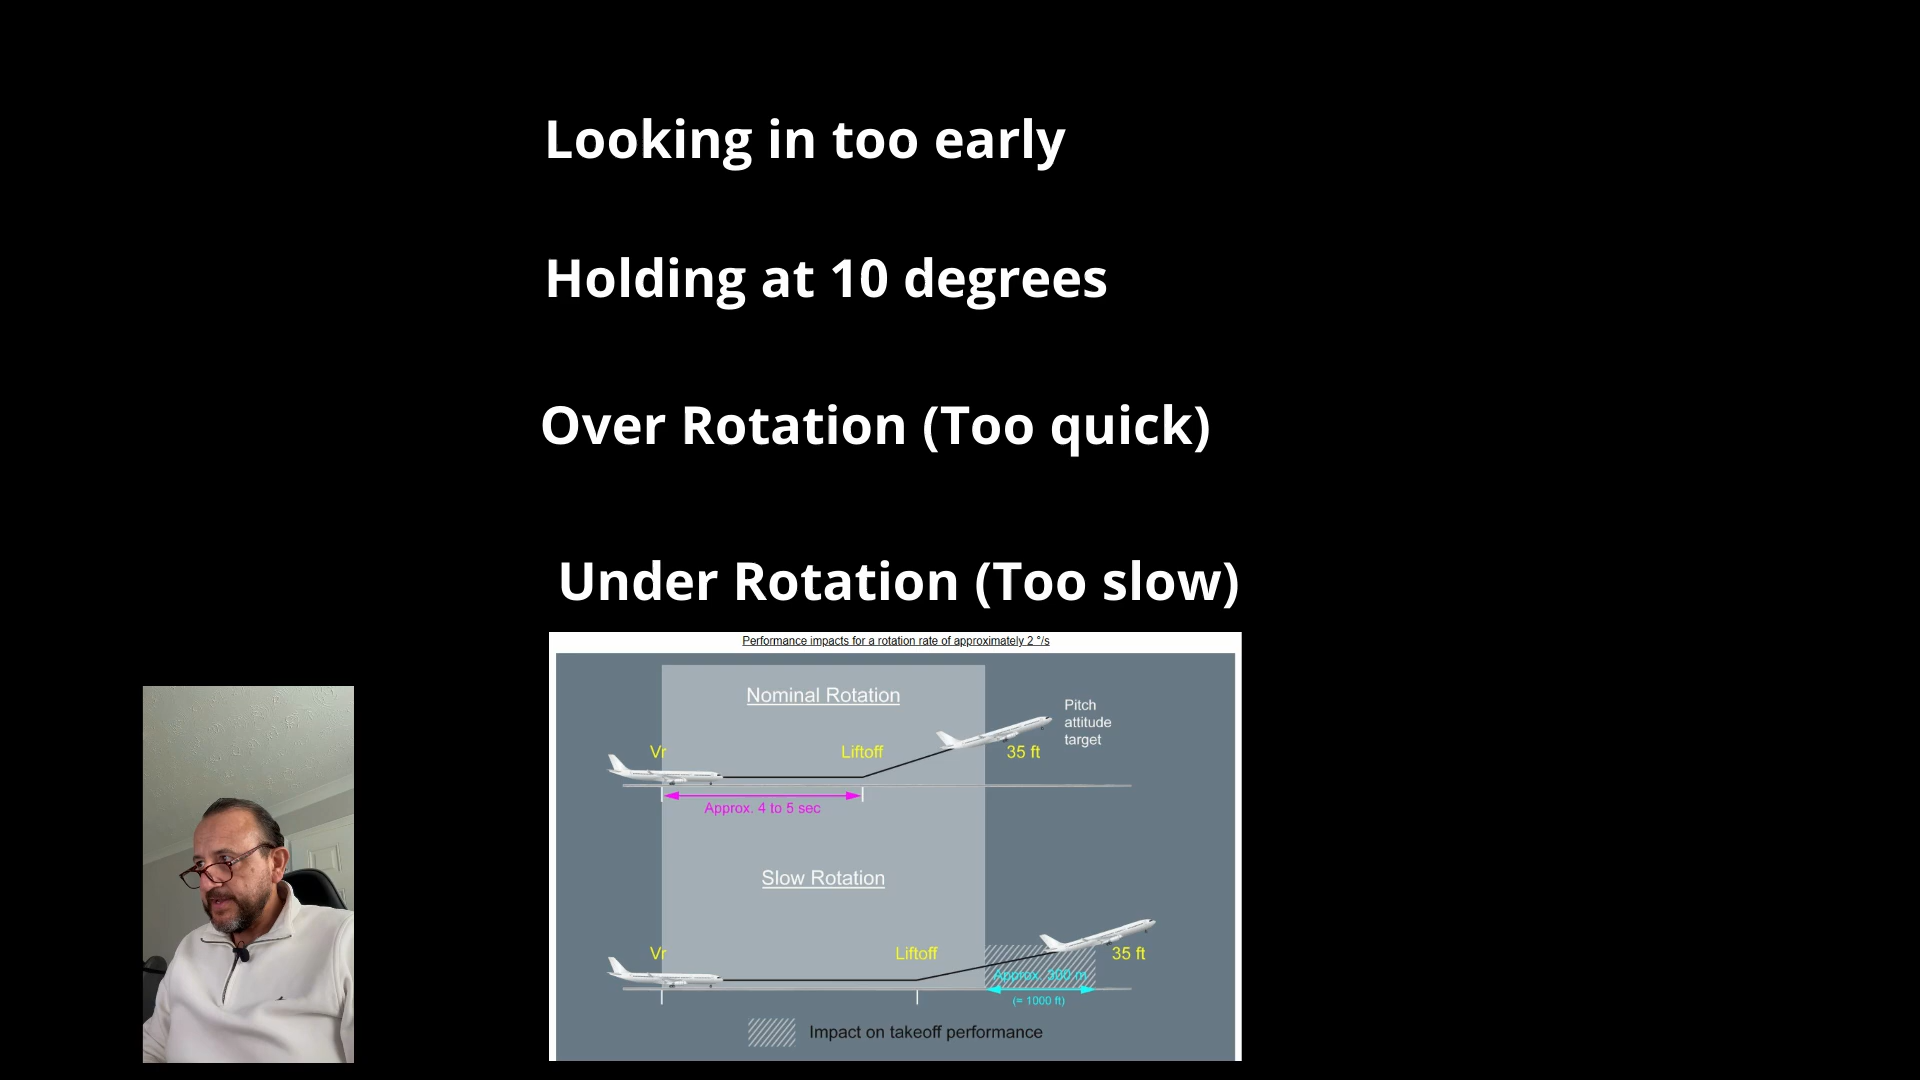 Looking in too early
Holding at 10 degrees
Over Rotation (Too quick)
Under Rotation (Too slow)
Performance impacts for a rotation rate of approximately 2 °/s
Nominal Rotation
Pitch
attitude
target
Vr
Liftoff
35 ft
Approx. 4 to 5 sec
Slow Rotation
Vr
Liftoff
35 ft
Approx. 300 m
(= 1000 ft)
Impact on takeoff performance